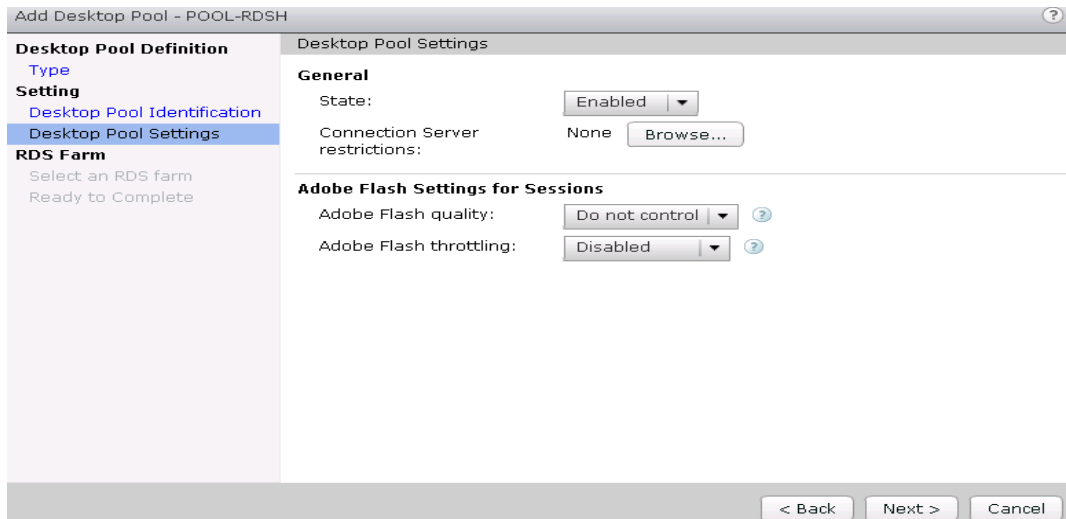 Add Desktop Pool - POOL-RDSH
?
Desktop Pool Definition
Type
Setting
Desktop Pool Identification
Desktop Pool Settings
RDS Farm
Select an RDS farm
Ready to Complete
Desktop Pool Settings
General
State:
Enabled
Connection Server
restrictions:
None
Browse...
Adobe Flash Settings for Sessions
Adobe Flash quality:
Do not control
?
Adobe Flash throttling:
Disabled
?
< Back
Next >
Cancel